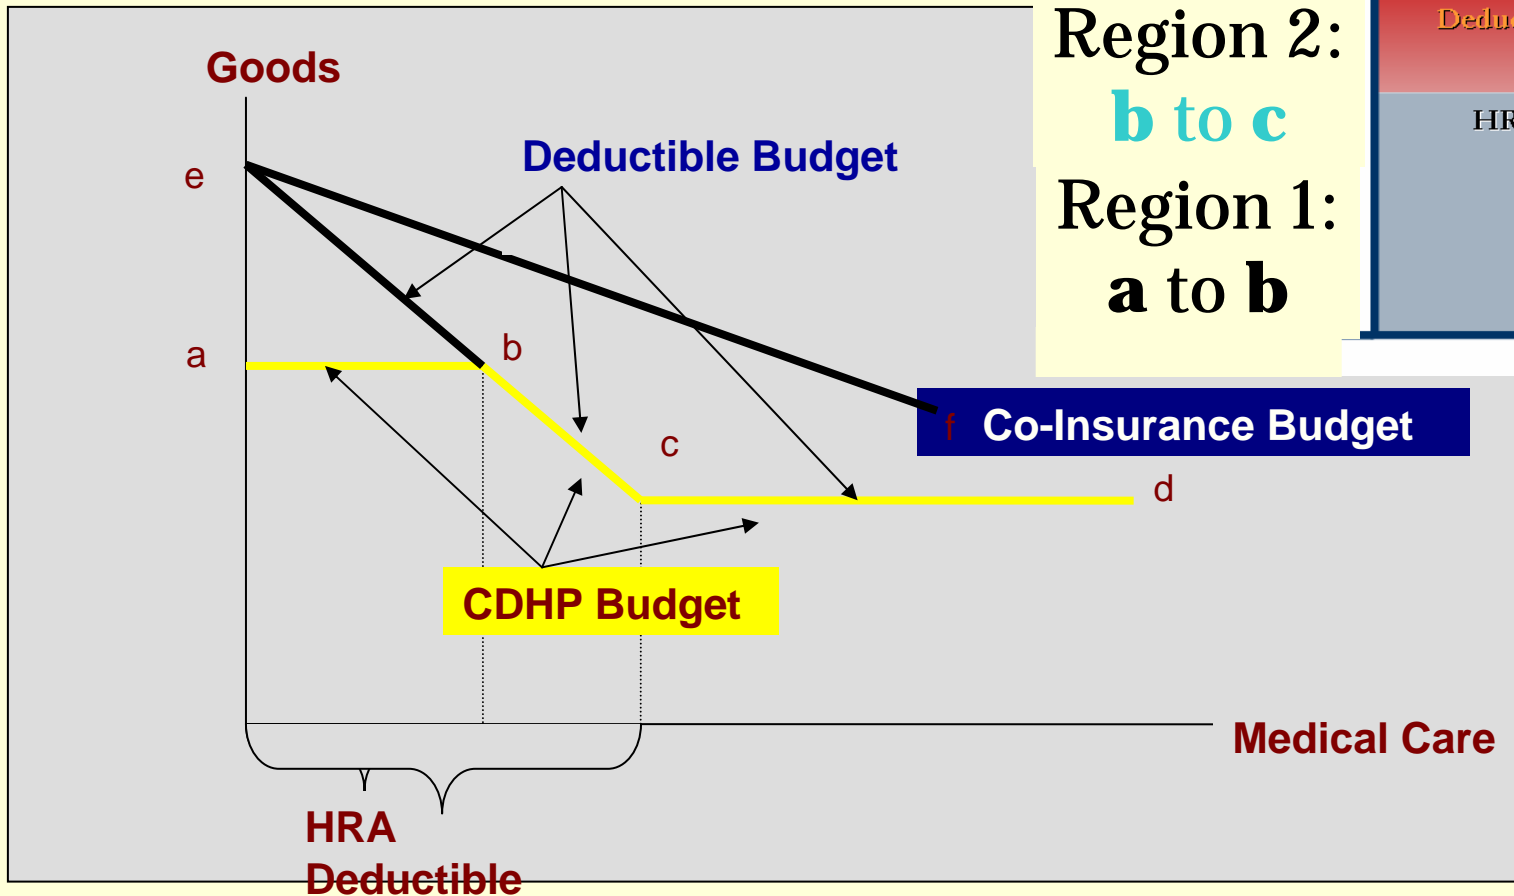 Goods
e
Deductible Budget
a
b
c
f
Co-Insurance Budget
d
CDHP Budget
Medical Care
HRA
Deductible
Region 2:
b to c
Region 1:
a to b